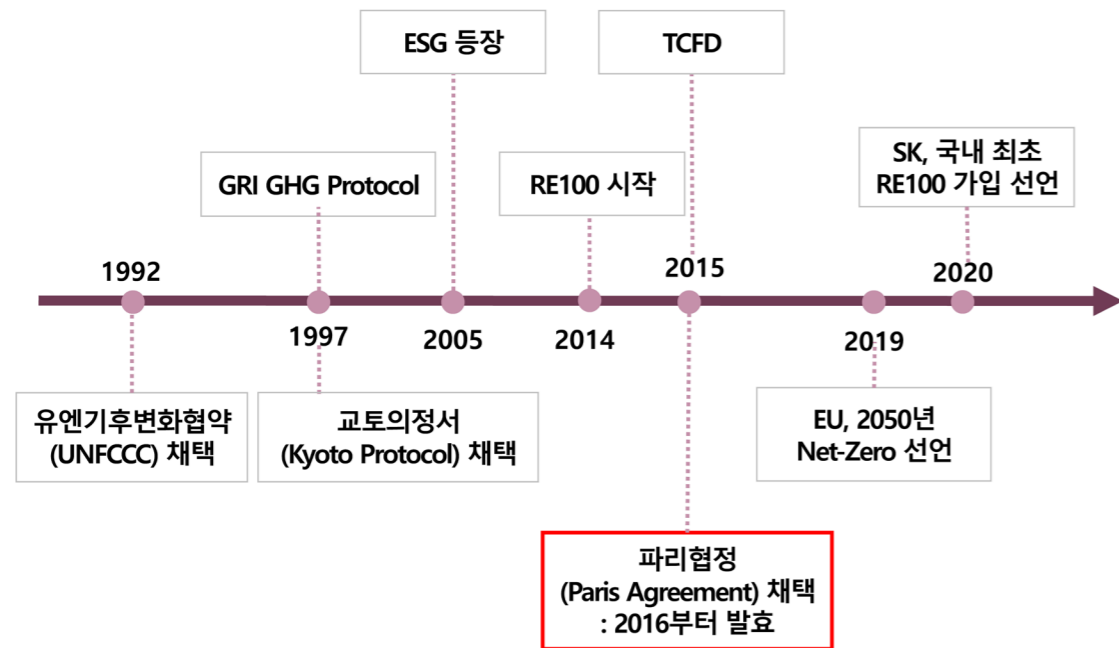 ESG 등장
TCFD
SK, 국내 최초
RE100 가입 선언
GRI GHG Protocol
RE100 시작
1992
2015
2020
1997
2005
2014
2019
유엔기후변화협약
(UNFCCC) 채택
교토의정서
(Kyoto Protocol) 채택
EU, 2050년
Net-Zero 선언
파리협정
(Paris Agreement) 채택
: 2016부터 발효